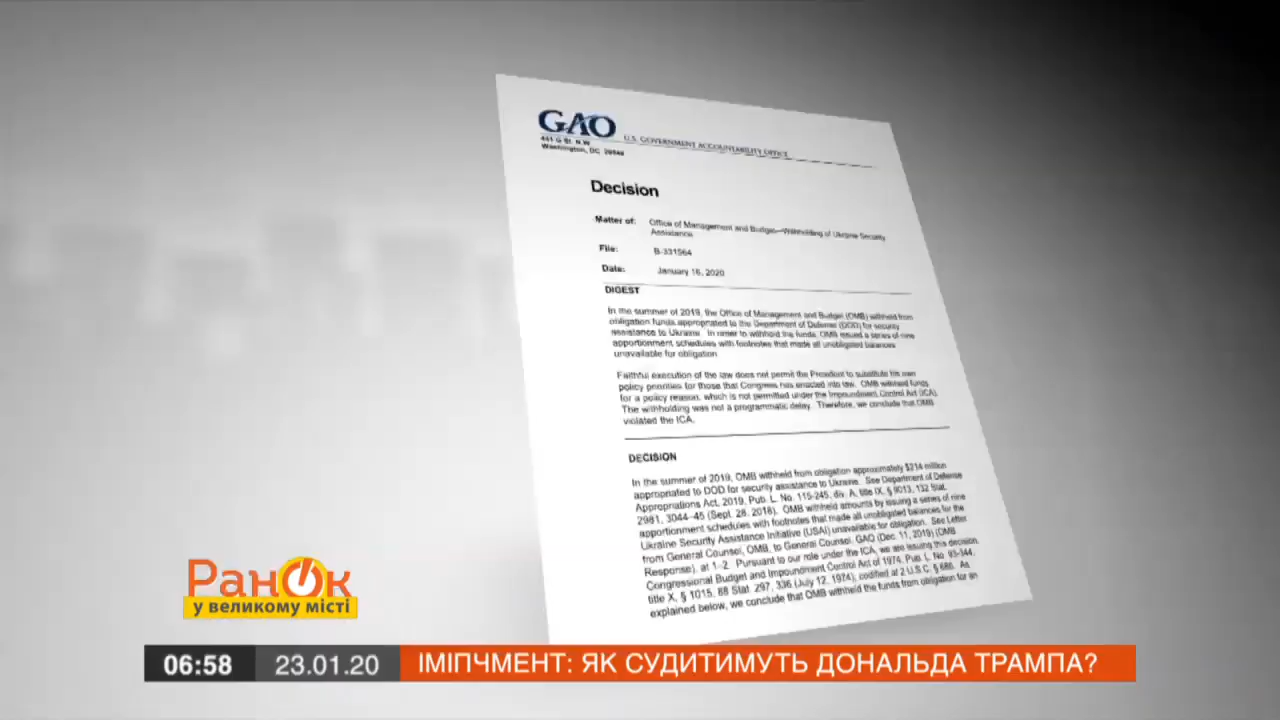 GAO
U.S. GOVERNMENT ACCOUNTABILITY OFFICE
441 G St. N.W.
Washington, DC 20548
Decision
Matter of: Office of Management and Budget—Withholding of Ukraine Security
Assistance
File: B-331564
Date: January 16, 2020
DIGEST
In the summer of 2019, the Office of Management and Budget (OMB) withheld from
obligation funds appropriated to the Department of Defense (DOD) for security
assistance to Ukraine. In order to withhold the funds, OMB issued a series of nine
apportionment schedules with footnotes that made all unobligated balances
unavailable for obligation.
Faithful execution of the law does not permit the President to substitute his own
policy priorities for those that Congress has enacted into law. OMB withheld funds
for a policy reason, which is not permitted under the Impoundment Control Act (ICA).
The withholding was not a programmatic delay. Therefore, we conclude that OMB
violated the ICA.
DECISION
In the summer of 2019, OMB withheld from obligation approximately $214 million
appropriated to DOD for security assistance to Ukraine. See Department of Defense
Appropriations Act, 2019, Pub. L. No. 115-245, div. A, title IX, § 9013, 132 Stat.
2981, 3044–45 (Sept. 28, 2018). OMB withheld amounts by issuing a series of nine
apportionment schedules with footnotes that made all unobligated balances for the
Ukraine Security Assistance Initiative (USAI) unavailable for obligation. See Letter
from General Counsel, OMB, to General Counsel, GAO (Dec. 11, 2019) (OMB
Response), at 1–2. Pursuant to our role under the ICA, we are issuing this decision.
Congressional Budget and Impoundment Control Act of 1974, Pub. L. No. 93-344,
title X, § 1015, 88 Stat. 297, 336 (July 12, 1974), codified at 2 U.S.C. § 686. As
explained below, we conclude that OMB withheld the funds from obligation for an
Ранок
у великому місті
06:58 23.01.20 ІМПІЧМЕНТ: ЯК СУДИТИМУТЬ ДОНАЛЬДА ТРАМПА?